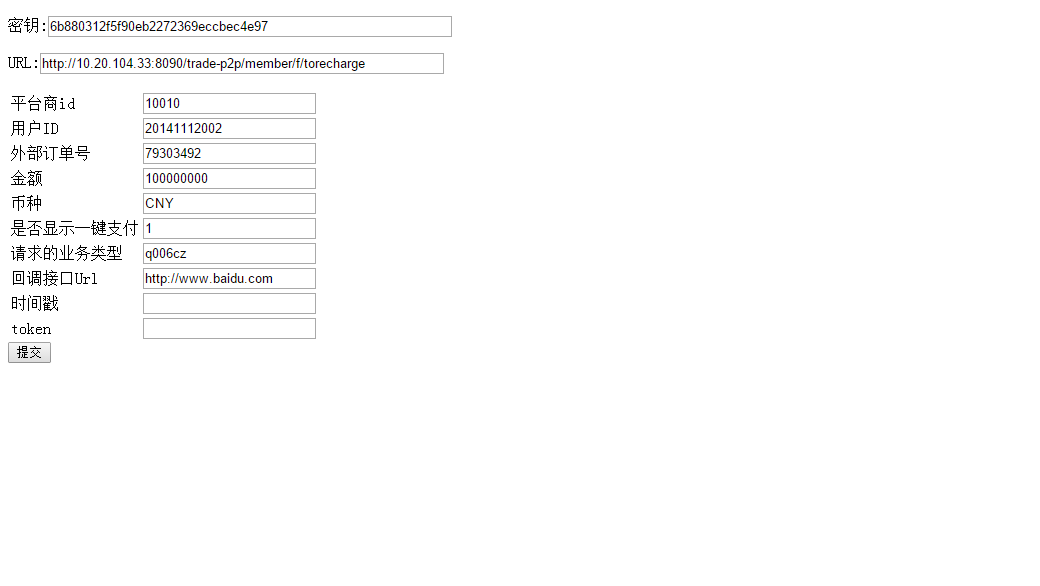 密钥:6b880312f5f90eb2272369eccbec4e97
URL:http://10.20.104.33:8090/trade-p2p/member/f/torecharge
平台商id 10010
用户ID 20141112002
外部订单号 79303492
金额 100000000
币种 CNY
是否显示一键支付 1
请求的业务类型 q006cz
回调接口Url http://www.baidu.com
时间戳
token
提交